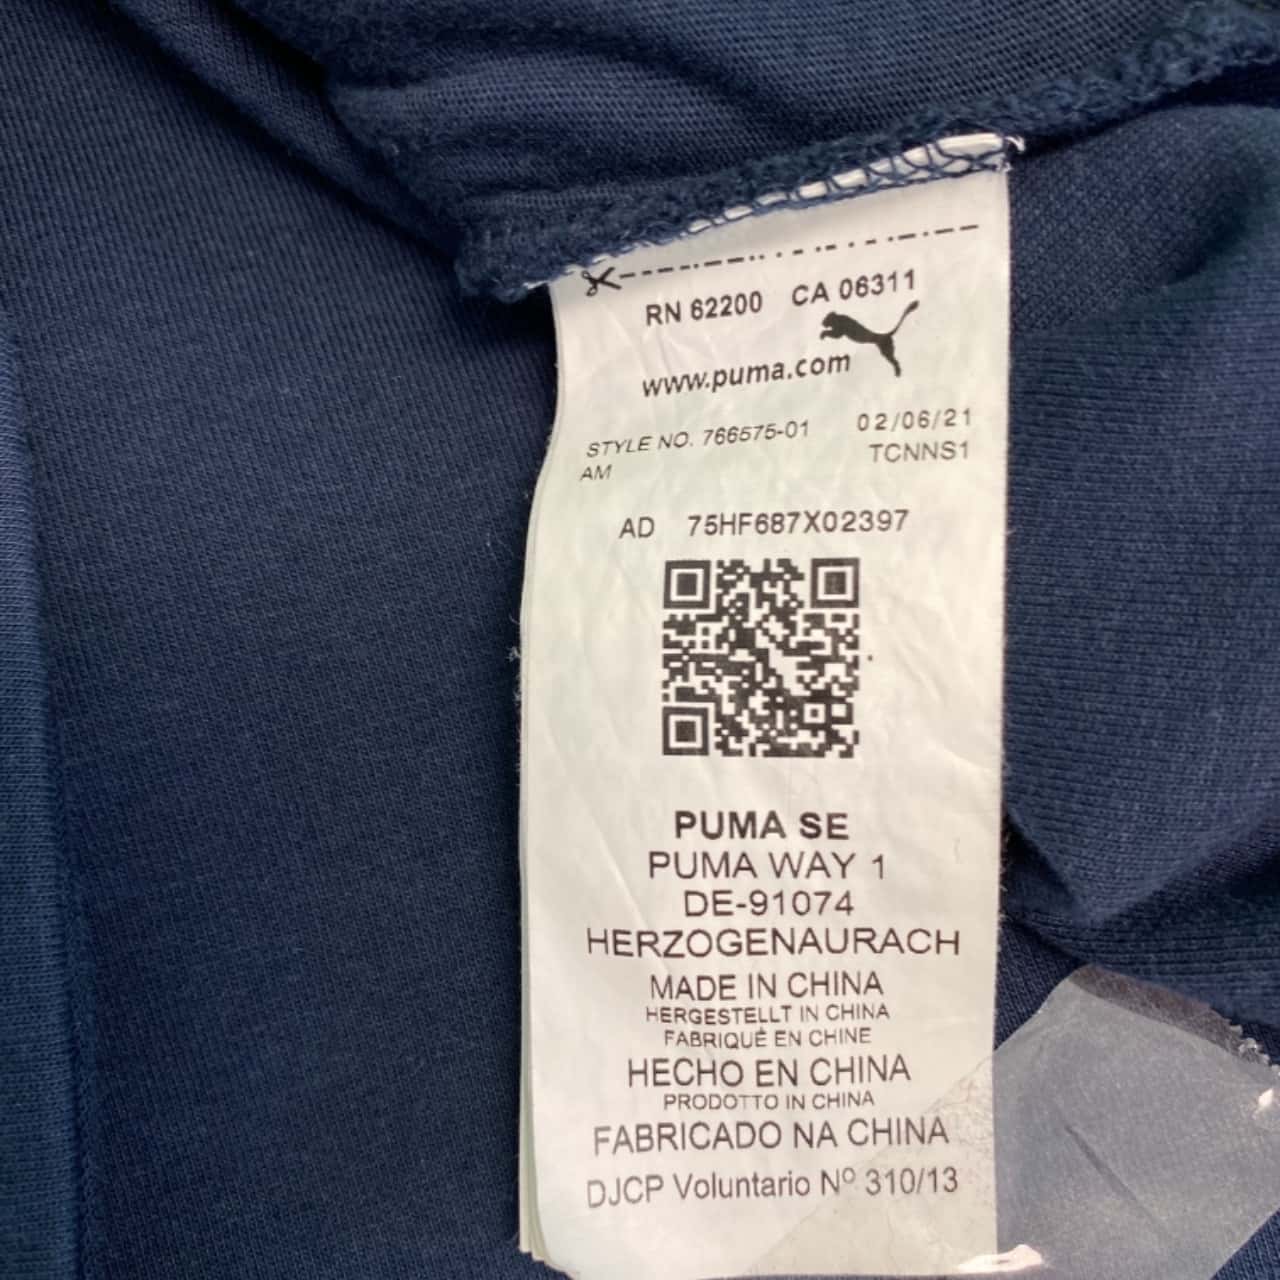 RN 62200 CA 06311
www.puma.com
STYLE NO. 766575-01 02/06/21
AM TCNNS1
AD 75HF687X02397
PUMA SE
PUMA WAY 1
DE-91074
HERZOGENAURACH
MADE IN CHINA
HERGESTELLT IN CHINA
FABRIQUÉ EN CHINE
HECHO EN CHINA
PRODOTTO IN CHINA
FABRICADO NA CHINA
DJCP Voluntario Nº 310/13